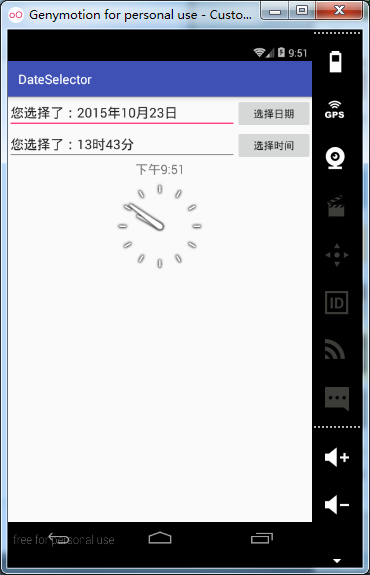 Genymotion for personal use - Custo...
9:51
DateSelector
您选择了：2015年10月23日
选择日期
您选择了：13时43分
选择时间
下午9:51
GPS
ID
free for personal use